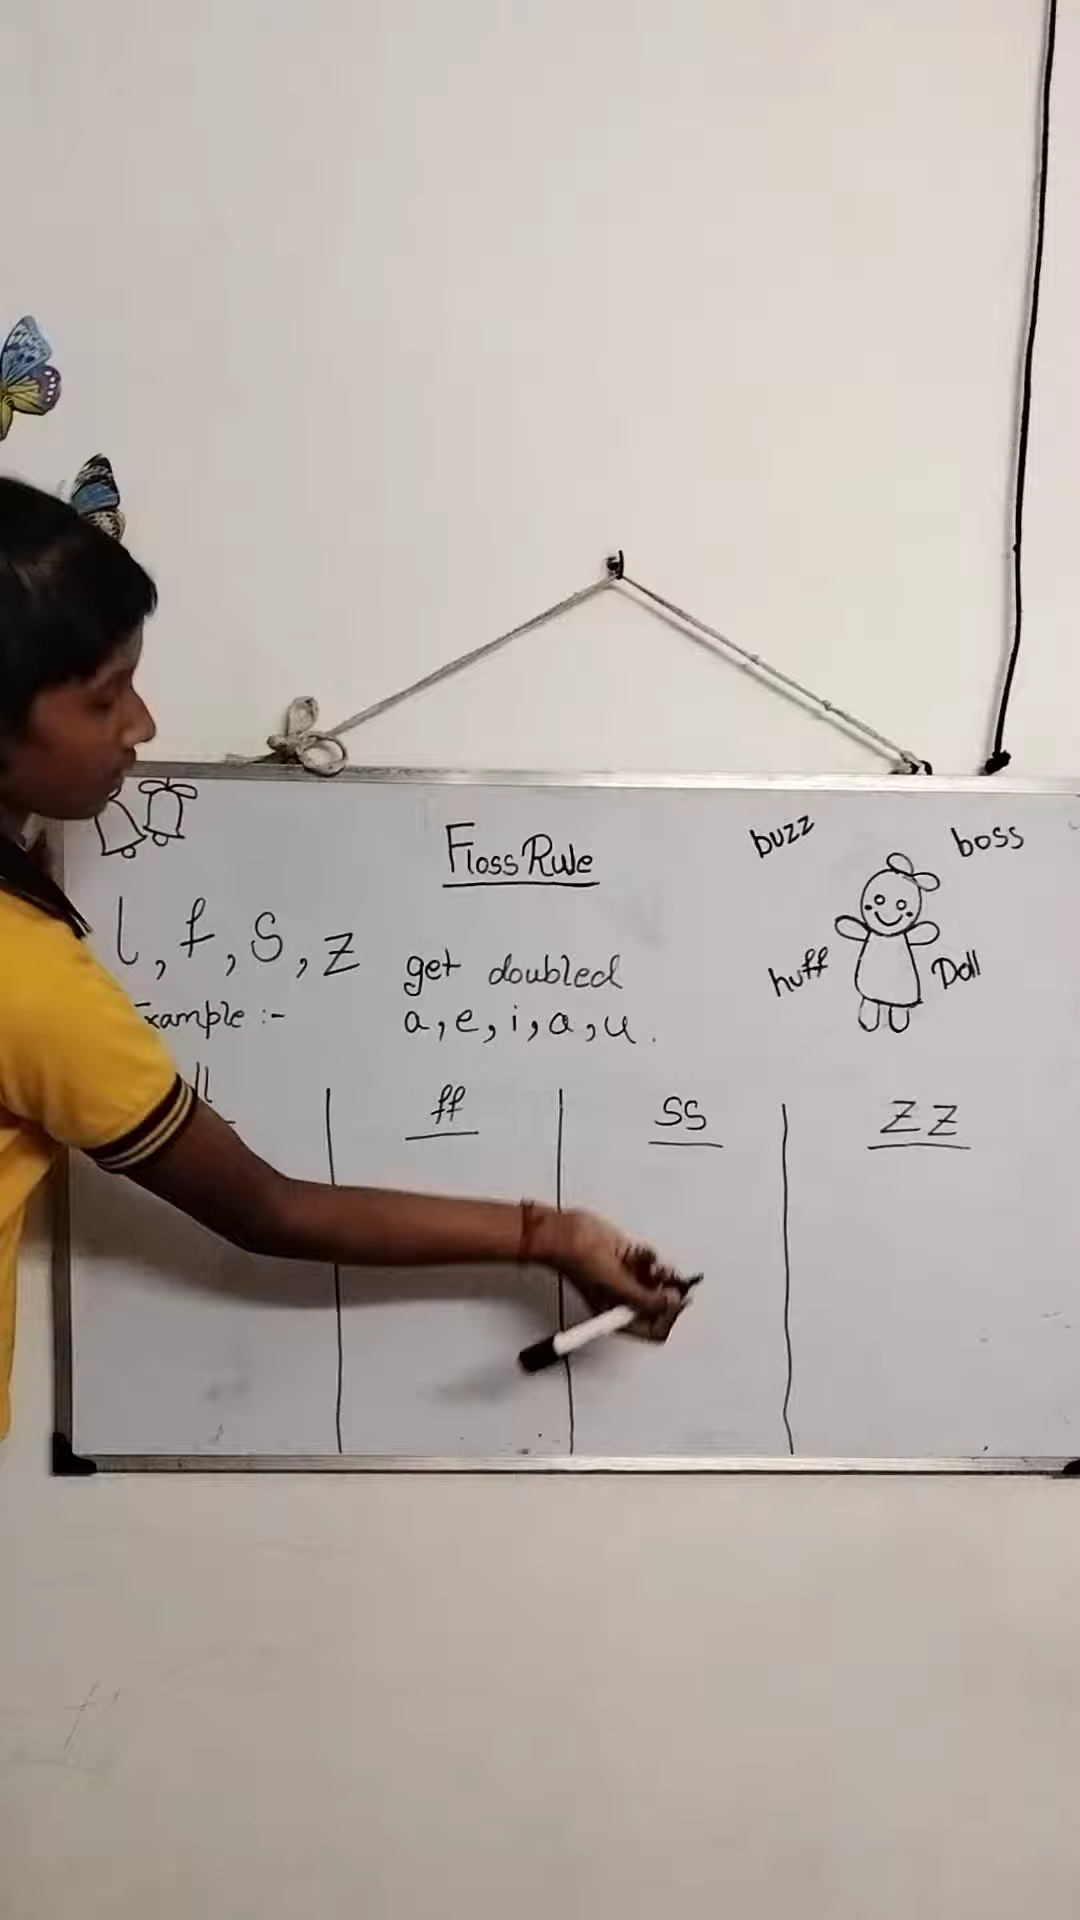 Floss Rule
buzz
boss
huff
Doll
l, f, s, z get doubled
Example :- a, e, i, o, u.
ll
ff
ss
zz